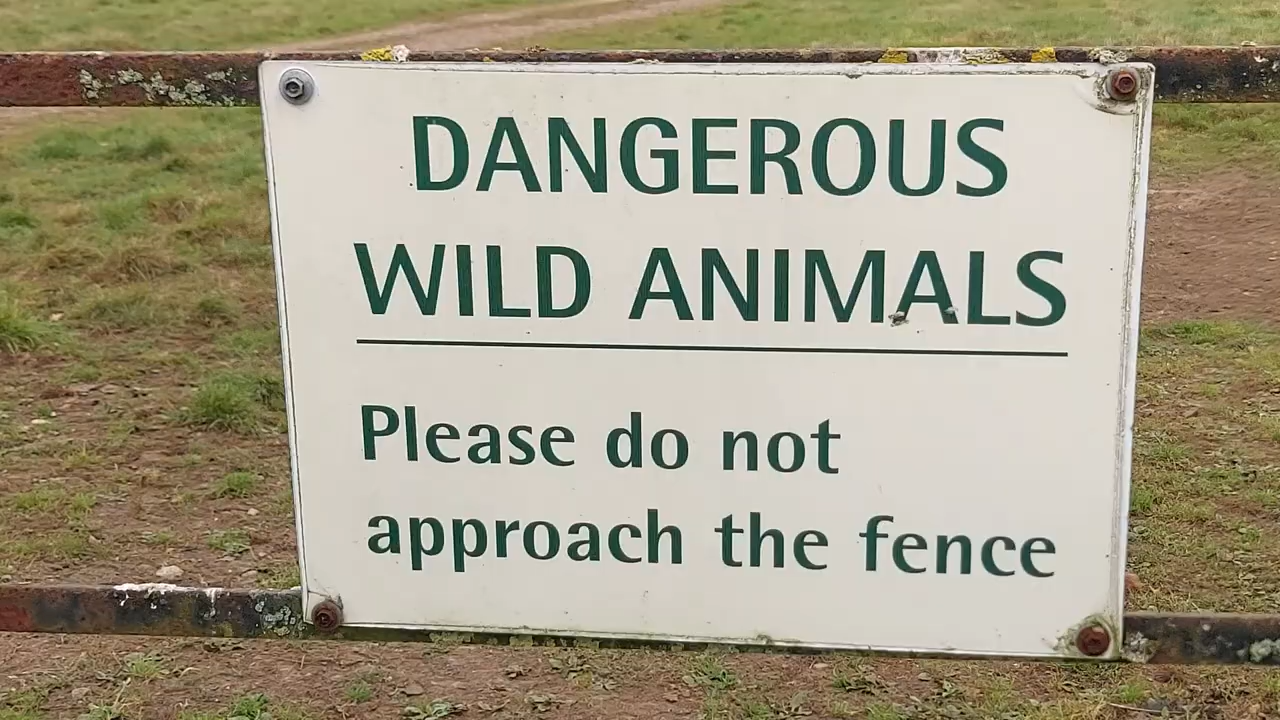 DANGEROUS
WILD ANIMALS
Please do not
approach the fence